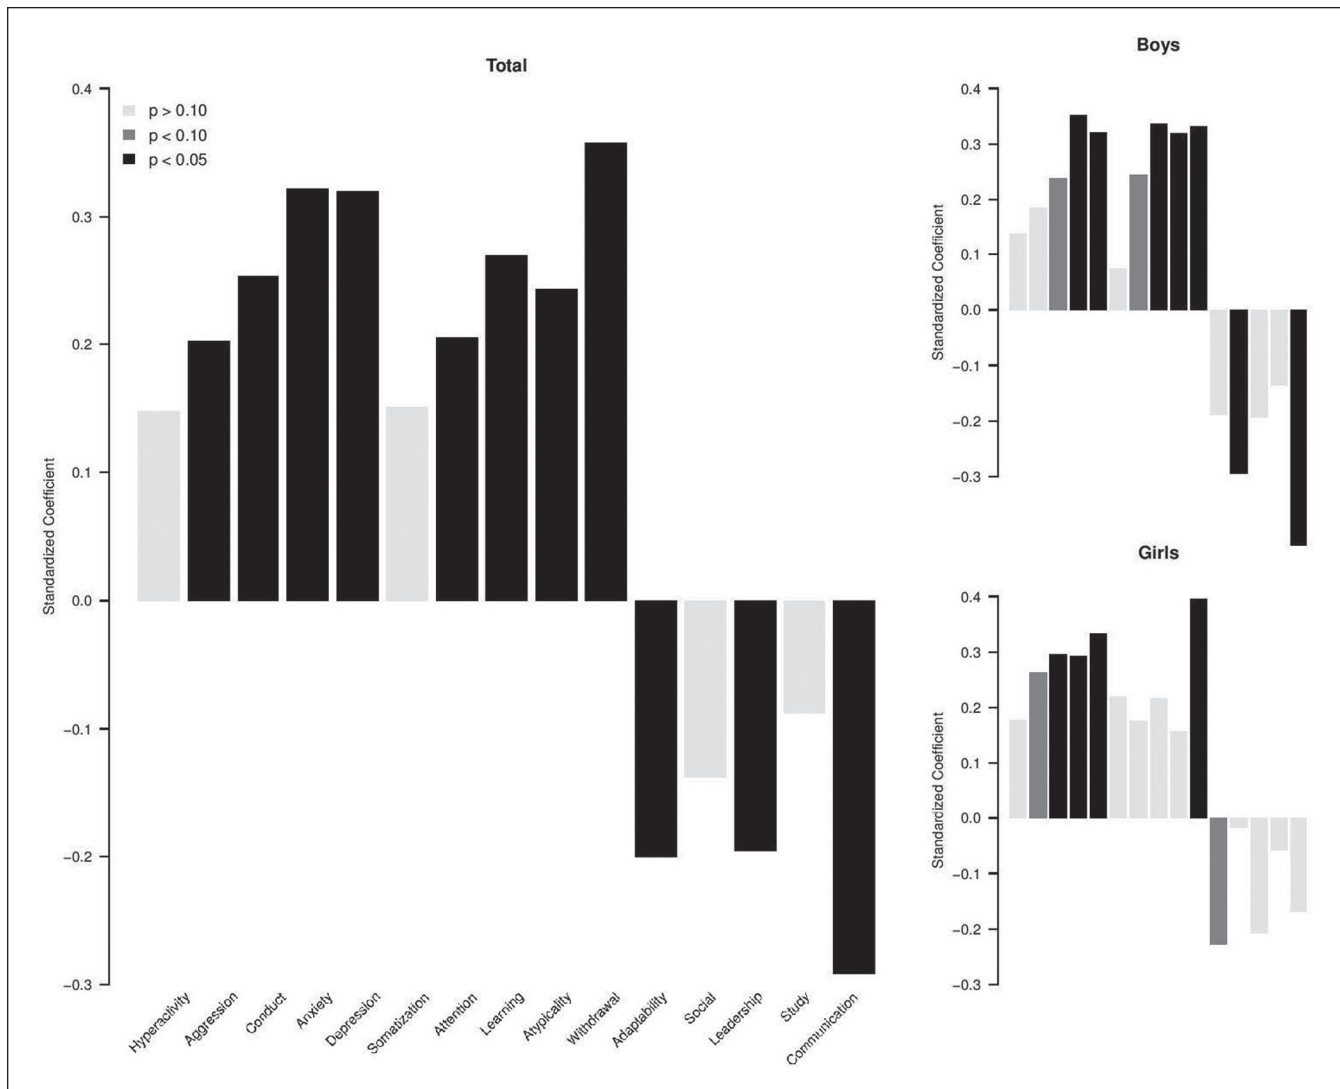 Total
0.4
0.3
0.2
0.1
0.0
−0.1
−0.2
−0.3
Standardized Coefficient
p > 0.10
p < 0.10
p < 0.05
Hyperactivity
Aggression
Conduct
Anxiety
Depression
Somatization
Attention
Learning
Atypicality
Withdrawal
Adaptability
Social
Leadership
Study
Communication
Boys
0.4
0.3
0.2
0.1
0.0
−0.1
−0.2
−0.3
Standardized Coefficient
Girls
0.4
0.3
0.2
0.1
0.0
−0.1
−0.2
−0.3
Standardized Coefficient